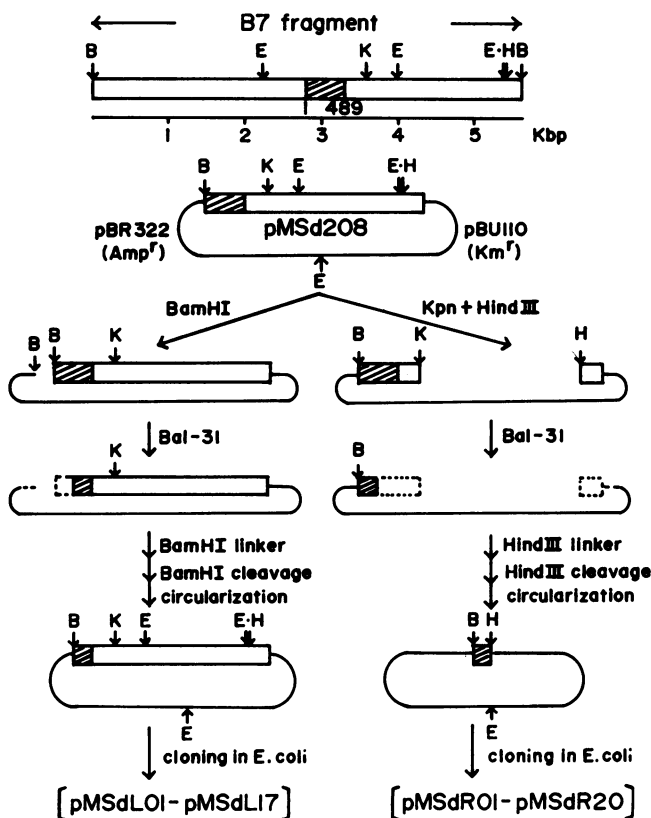 B7 fragment
B E K E E·H B
489
1 2 3 4 5 Kbp
B K E E·H
pBR322 pMSd208 pBU110
(Ampʳ) (Kmʳ)
E
BamHI Kpn+HindIII
B B K B K H
Bal-31 Bal-31
K B
BamHI linker HindIII linker
BamHI cleavage HindIII cleavage
circularization circularization
B K E E·H B H
E E
cloning in E.coli cloning in E.coli
[pMSdL01-pMSdL17] [pMSdR01-pMSdR20]